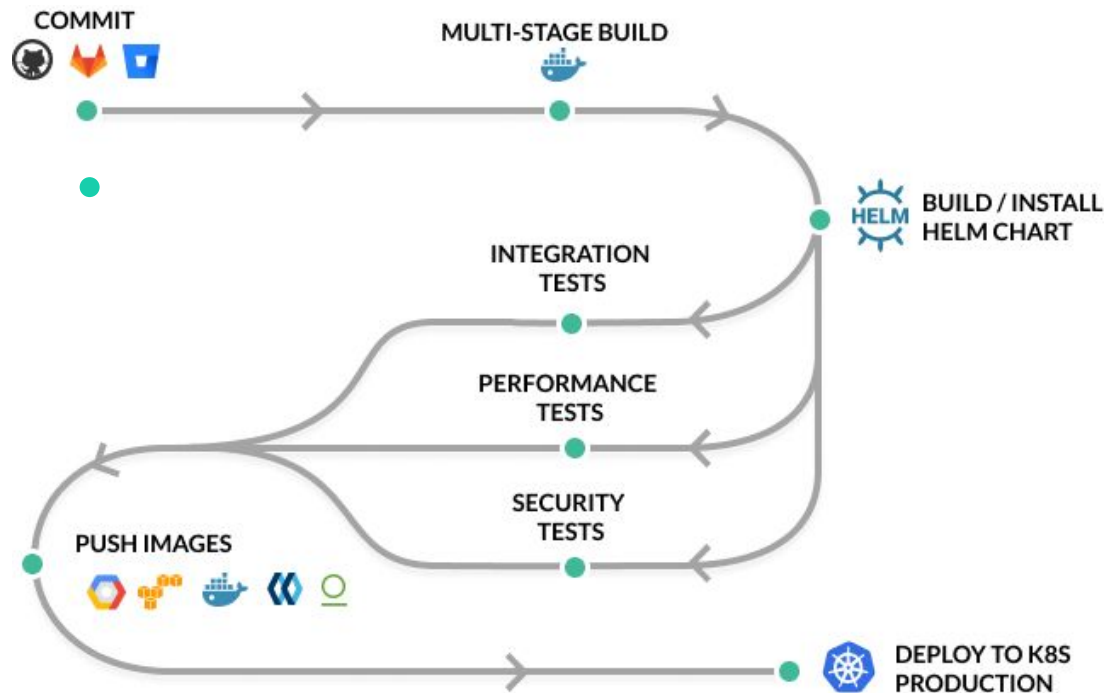 COMMIT
MULTI-STAGE BUILD
HELM
BUILD / INSTALL
HELM CHART
INTEGRATION
TESTS
PERFORMANCE
TESTS
SECURITY
TESTS
PUSH IMAGES
DEPLOY TO K8S
PRODUCTION